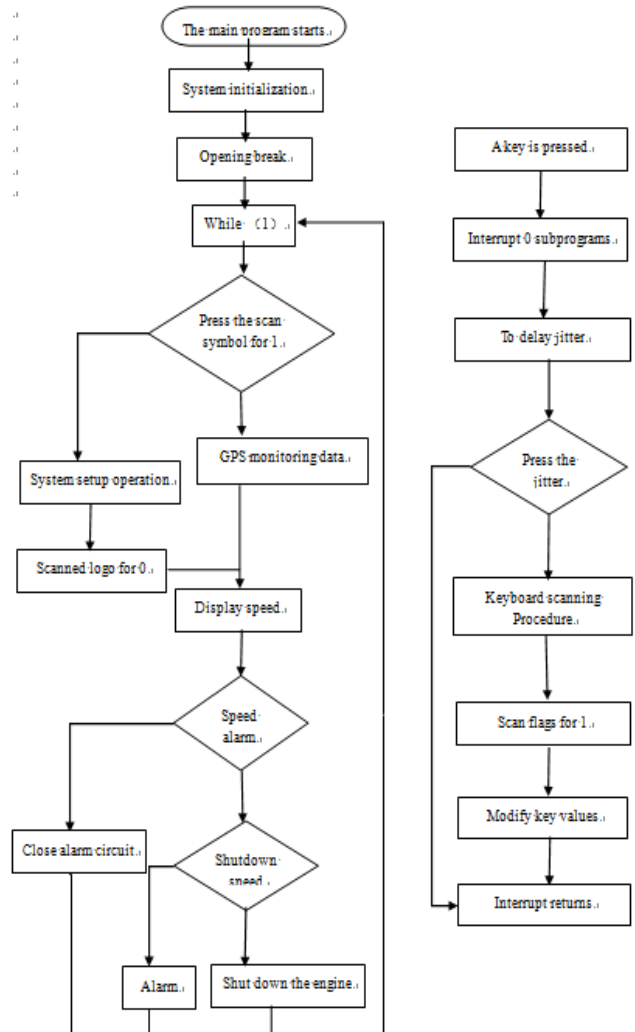 The main program starts.
System initialization.
Opening break.
While （1）.
Press the scan
symbol for 1.
GPS monitoring data.
System setup operation.
Scanned logo for 0.
Display speed.
Speed
alarm.
Close alarm circuit.
Shutdown
speed.
Alarm.
Shut down the engine.
A key is pressed.
Interrupt 0 subprograms.
To delay jitter.
Press the
jitter.
Keyboard scanning
Procedure.
Scan flags for 1.
Modify key values.
Interrupt returns.